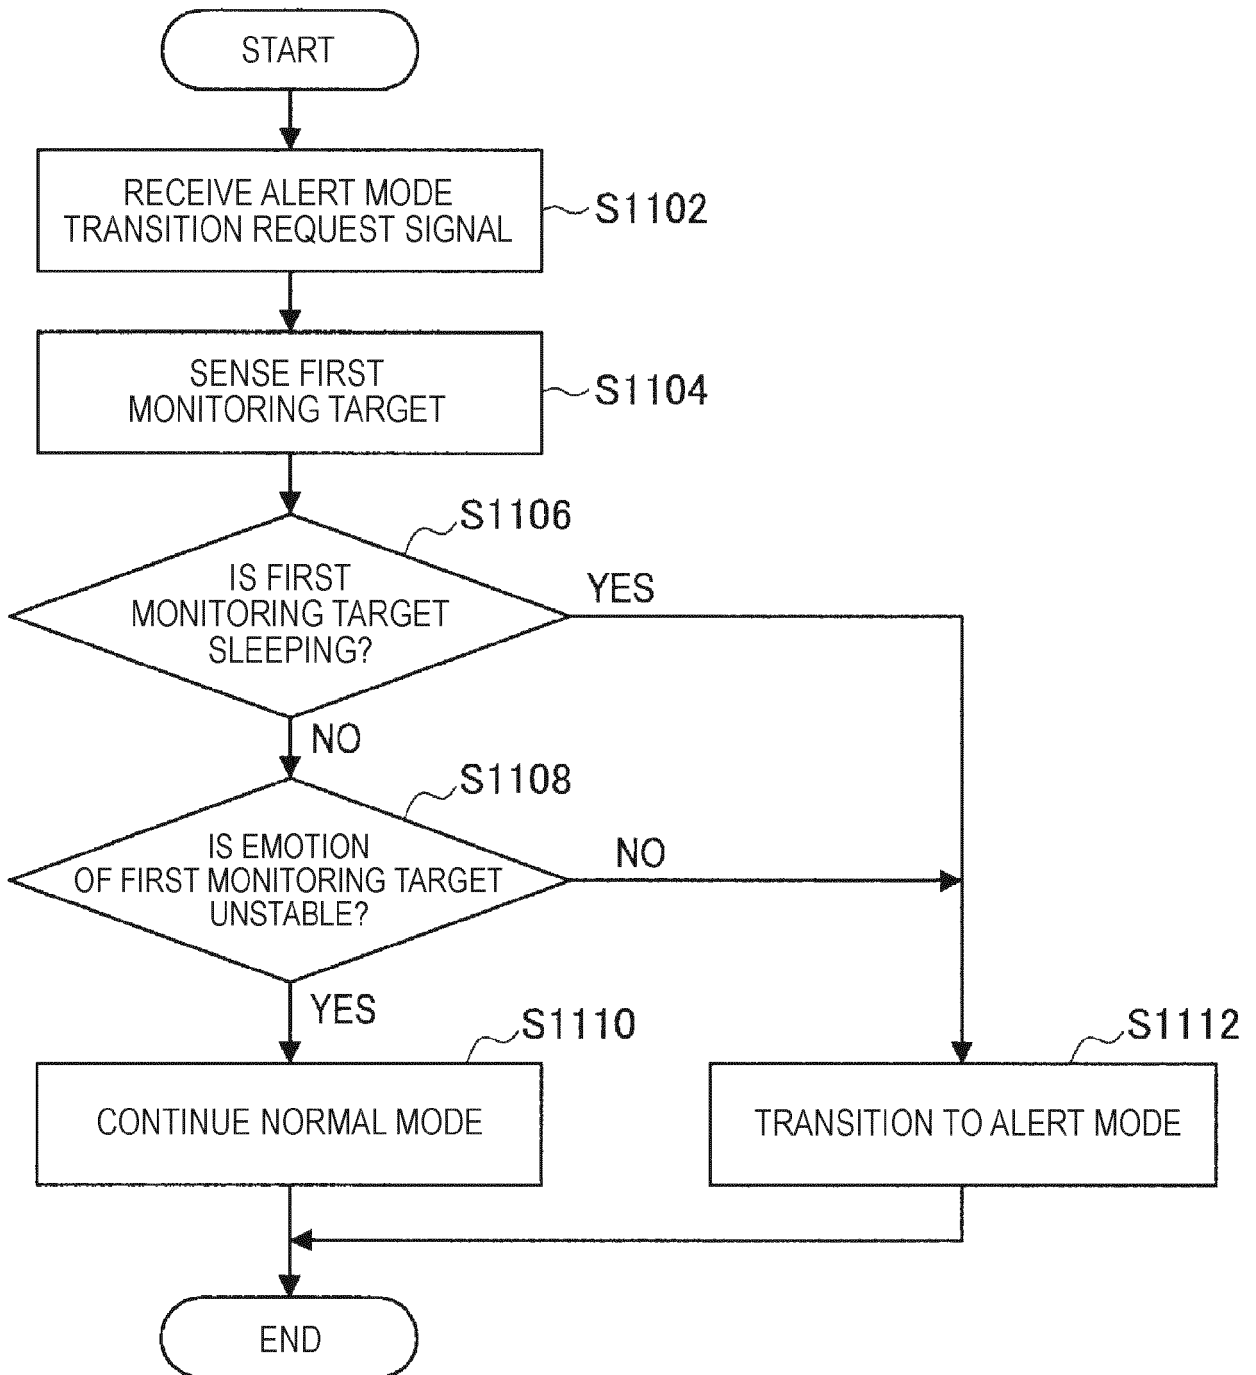 START
RECEIVE ALERT MODE
TRANSITION REQUEST SIGNAL
S1102
SENSE FIRST
MONITORING TARGET
S1104
S1106
IS FIRST
MONITORING TARGET
SLEEPING?
YES
NO
S1108
IS EMOTION
OF FIRST MONITORING TARGET
UNSTABLE?
NO
YES
S1110
CONTINUE NORMAL MODE
S1112
TRANSITION TO ALERT MODE
END